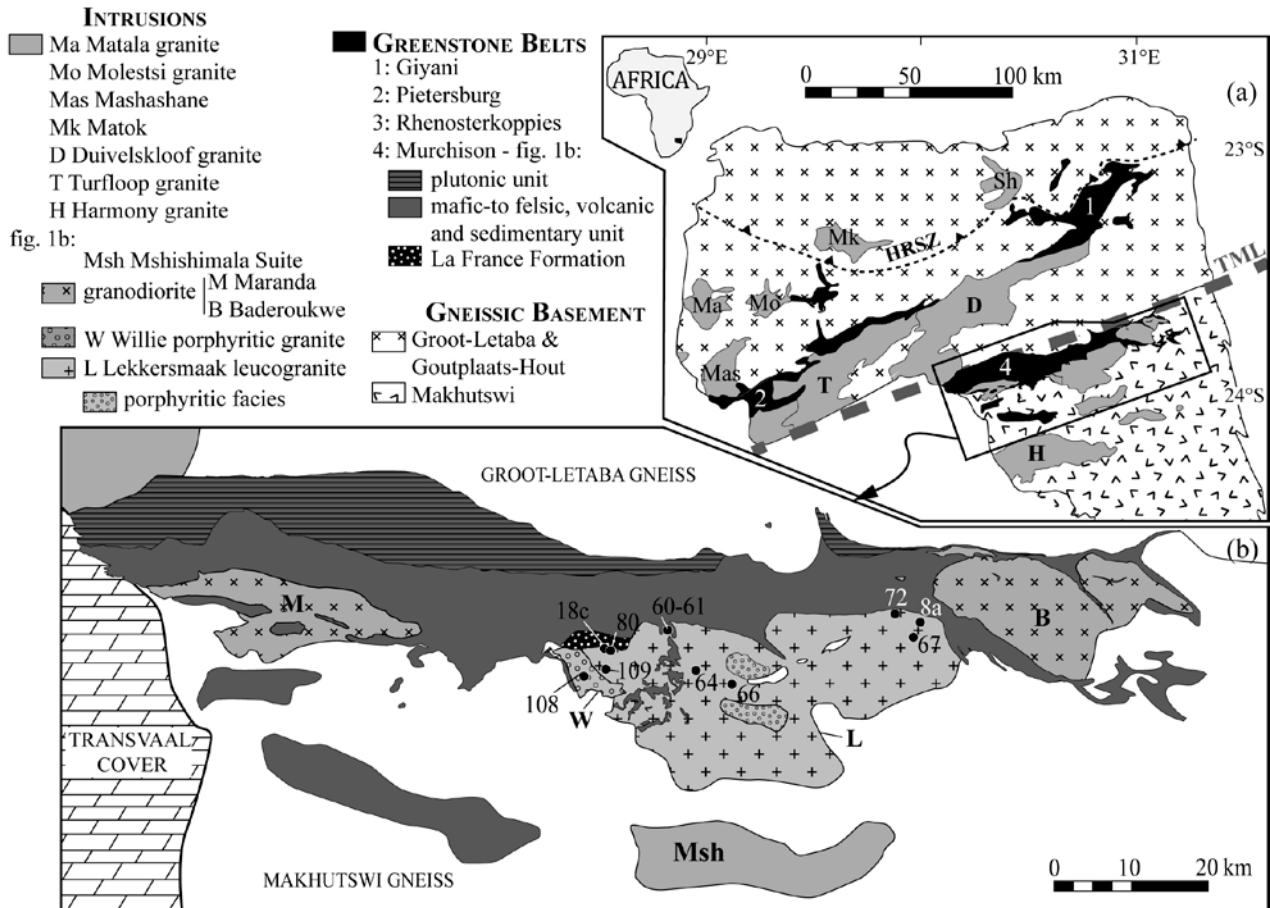 INTRUSIONS
Ma Matala granite
Mo Molestsi granite
Mas Mashashane
Mk Matok
D Duivelskloof granite
T Turfloop granite
H Harmony granite
fig. 1b:
Msh Mshishimala Suite
granodiorite
M Maranda
B Baderoukwe
W Willie porphyritic granite
L Lekkersmaak leucogranite
porphyritic facies
GREENSTONE BELTS
1: Giyani
2: Pietersburg
3: Rhenosterkoppies
4: Murchison - fig. 1b:
plutonic unit
mafic-to felsic, volcanic
and sedimentary unit
La France Formation
GNEISSIC BASEMENT
Groot-Letaba &
Goutplaats-Hout
Makhutswi
AFRICA
29°E
31°E
0 50 100 km
(a)
23°S
Sh
1
Mk
HRSZ
TML
Ma
Mo
D
Mas
4
2
T
24°S
H
GROOT-LETABA GNEISS
(b)
M
18c
80
60-61
72
8a
B
67
109
64
66
108
W
L
TRANSVAAL
COVER
Msh
MAKHUTSWI GNEISS
0 10 20 km